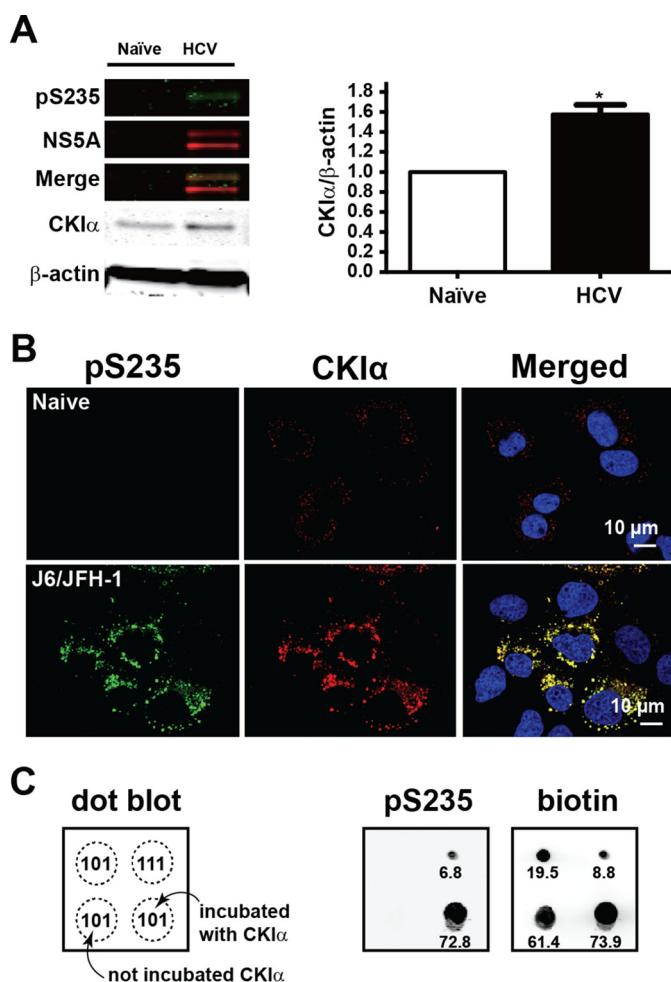 A
Naïve HCV
pS235
NS5A
Merge
CKIα
β-actin
CKIα/β-actin
1.8
1.6
1.4
1.2
1.0
0.8
0.6
0.4
0.2
0.0
*
Naïve HCV
B
pS235 CKIα Merged
Naive
10 µm
J6/JFH-1
10 µm
C
dot blot pS235 biotin
101 111
101 101
incubated
with CKIα
not incubated CKIα
6.8
72.8
19.5 8.8
61.4 73.9